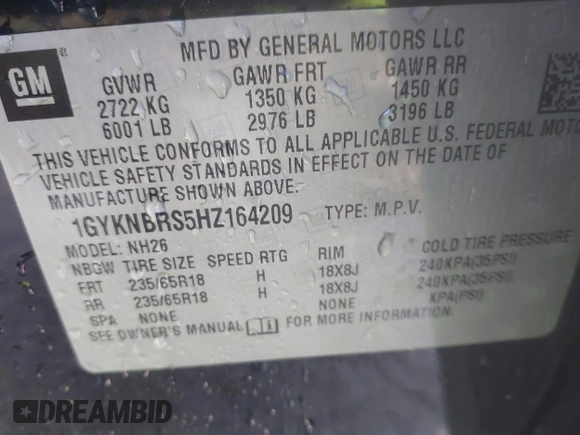 GM
®
MFD BY GENERAL MOTORS LLC
GVWR GAWR FRT GAWR RR
2722 KG 1350 KG 1450 KG
6001 LB 2976 LB 3196 LB
THIS VEHICLE CONFORMS TO ALL APPLICABLE U.S. FEDERAL MOTO
VEHICLE SAFETY STANDARDS IN EFFECT ON THE DATE OF
MANUFACTURE SHOWN ABOVE.
1GYKNBRS5HZ164209 TYPE: M.P.V.
MODEL: NH26
NBGW TIRE SIZE SPEED RTG RIM COLD TIRE PRESSURE
FRT 235/65R18 H 18X8J 240KPA(35PSI)
RR 235/65R18 H 18X8J 240KPA(35PSI)
SPA NONE NONE KPA(PSI)
SEE OWNER'S MANUAL FOR MORE INFORMATION.
DREAMBID